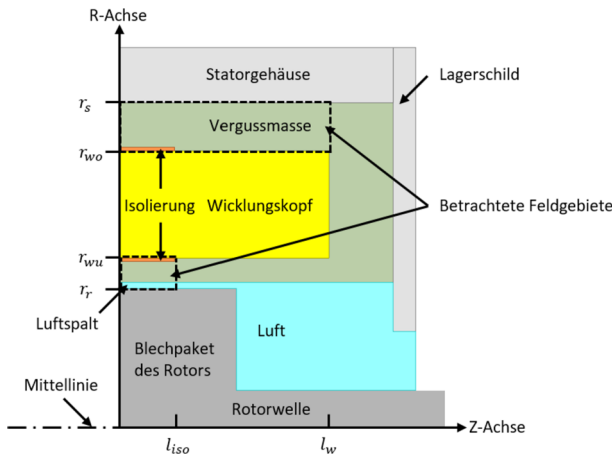 R-Achse
Statorgehäuse
Lagerschild
r_s
Vergussmasse
r_wo
Isolierung
Wicklungskopf
Betrachtete Feldgebiete
r_wu
r_r
Luftspalt
Luft
Blechpaket
des Rotors
Mittellinie
Rotorwelle
Z-Achse
l_iso
l_w